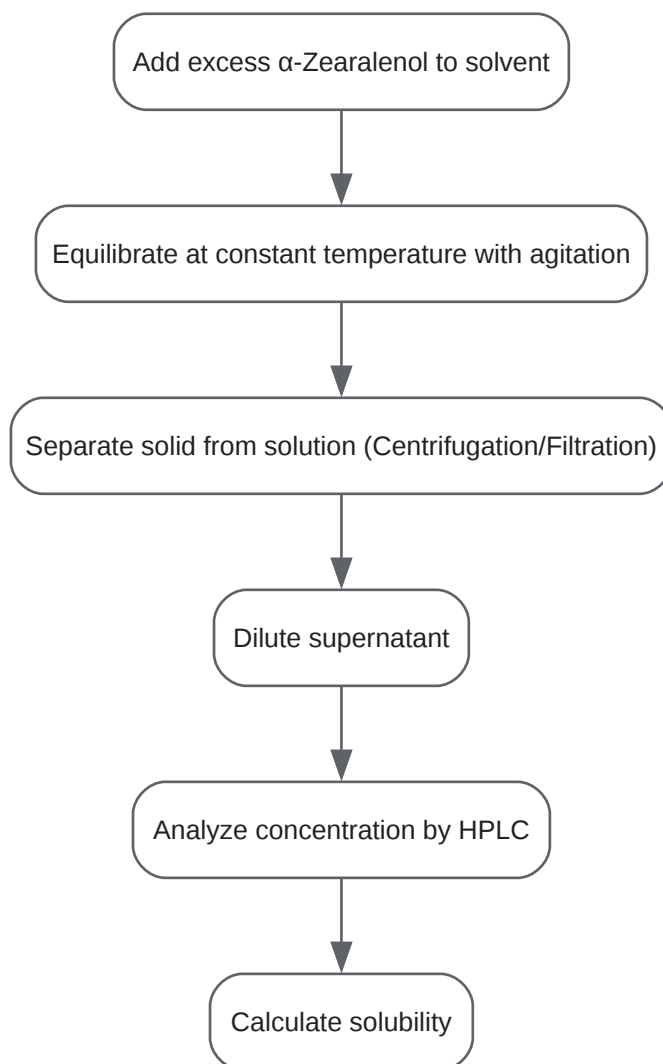 Add excess α-Zearalenol to solvent
Equilibrate at constant temperature with agitation
Separate solid from solution (Centrifugation/Filtration)
Dilute supernatant
Analyze concentration by HPLC
Calculate solubility